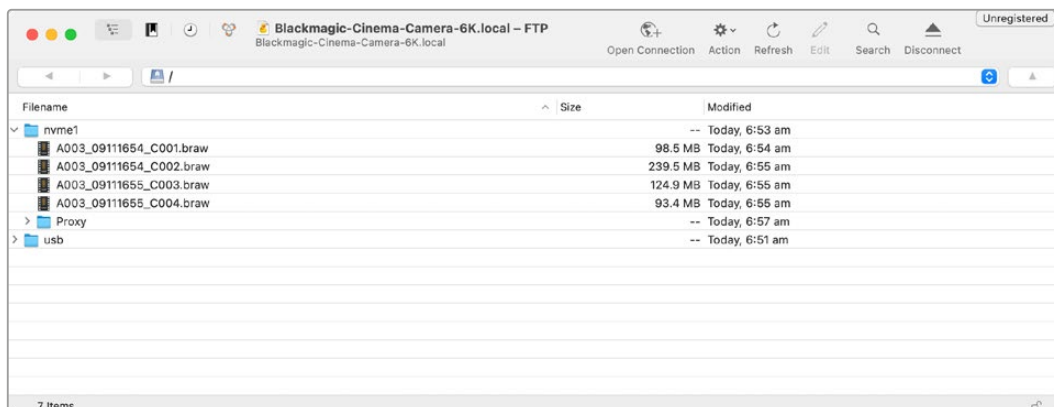 Unregistered
Blackmagic-Cinema-Camera-6K.local – FTP
Blackmagic-Cinema-Camera-6K.local
Open Connection Action Refresh Edit Search Disconnect
/
Filename Size Modified
nvme1 -- Today, 6:53 am
A003_09111654_C001.braw 98.5 MB Today, 6:54 am
A003_09111654_C002.braw 239.5 MB Today, 6:55 am
A003_09111655_C003.braw 124.9 MB Today, 6:55 am
A003_09111655_C004.braw 93.4 MB Today, 6:55 am
Proxy -- Today, 6:57 am
usb -- Today, 6:51 am
7 Items